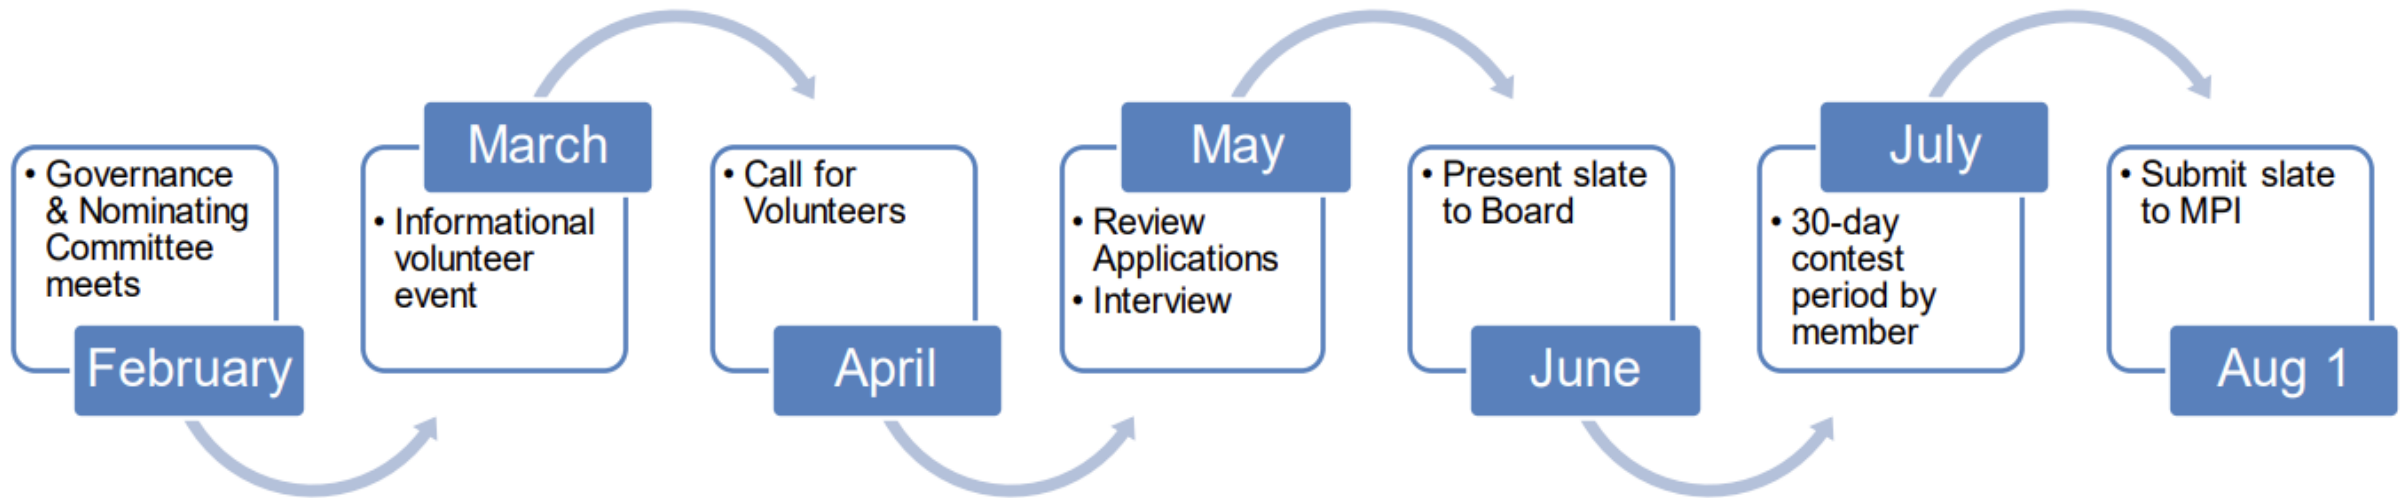 • Governance
& Nominating
Committee
meets
February
March
• Informational
volunteer
event
• Call for
Volunteers
April
May
• Review
Applications
• Interview
• Present slate
to Board
June
July
• 30-day
contest
period by
member
• Submit slate
to MPI
Aug 1